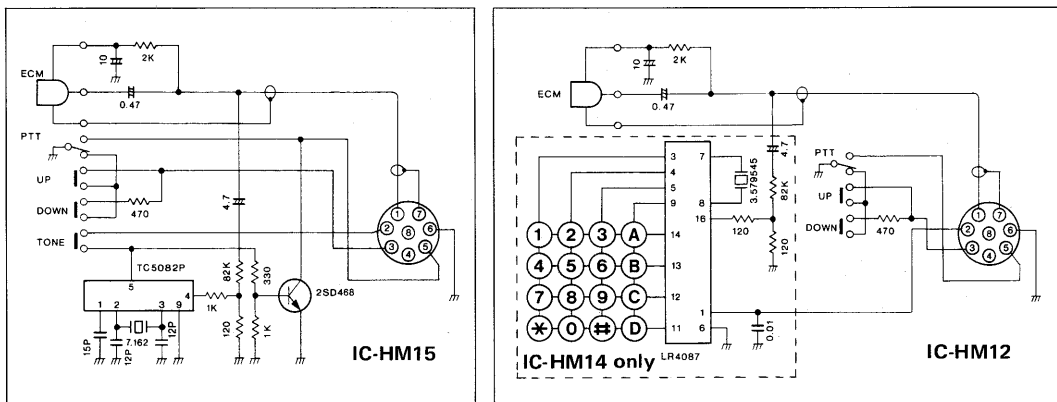 10
2K
ECM
0.47
PTT
UP
DOWN
470
TONE
4.7
1
7
2
8
6
3
4
5
TC5082P
5
4
1
2
3
9
82K
330
1K
120
1K
2SD468
15P
12P
7.162
12P
IC-HM15
10
2K
ECM
0.47
3
4
5
9
14
13
12
11
7
8
16
1
6
3.579545
4.7
82K
120
120
1 2 3 A
4 5 6 B
7 8 9 C
* 0 # D
LR4087
IC-HM14 only
0.01
PTT
UP
DOWN
470
1
7
2
8
6
3
4
5
IC-HM12